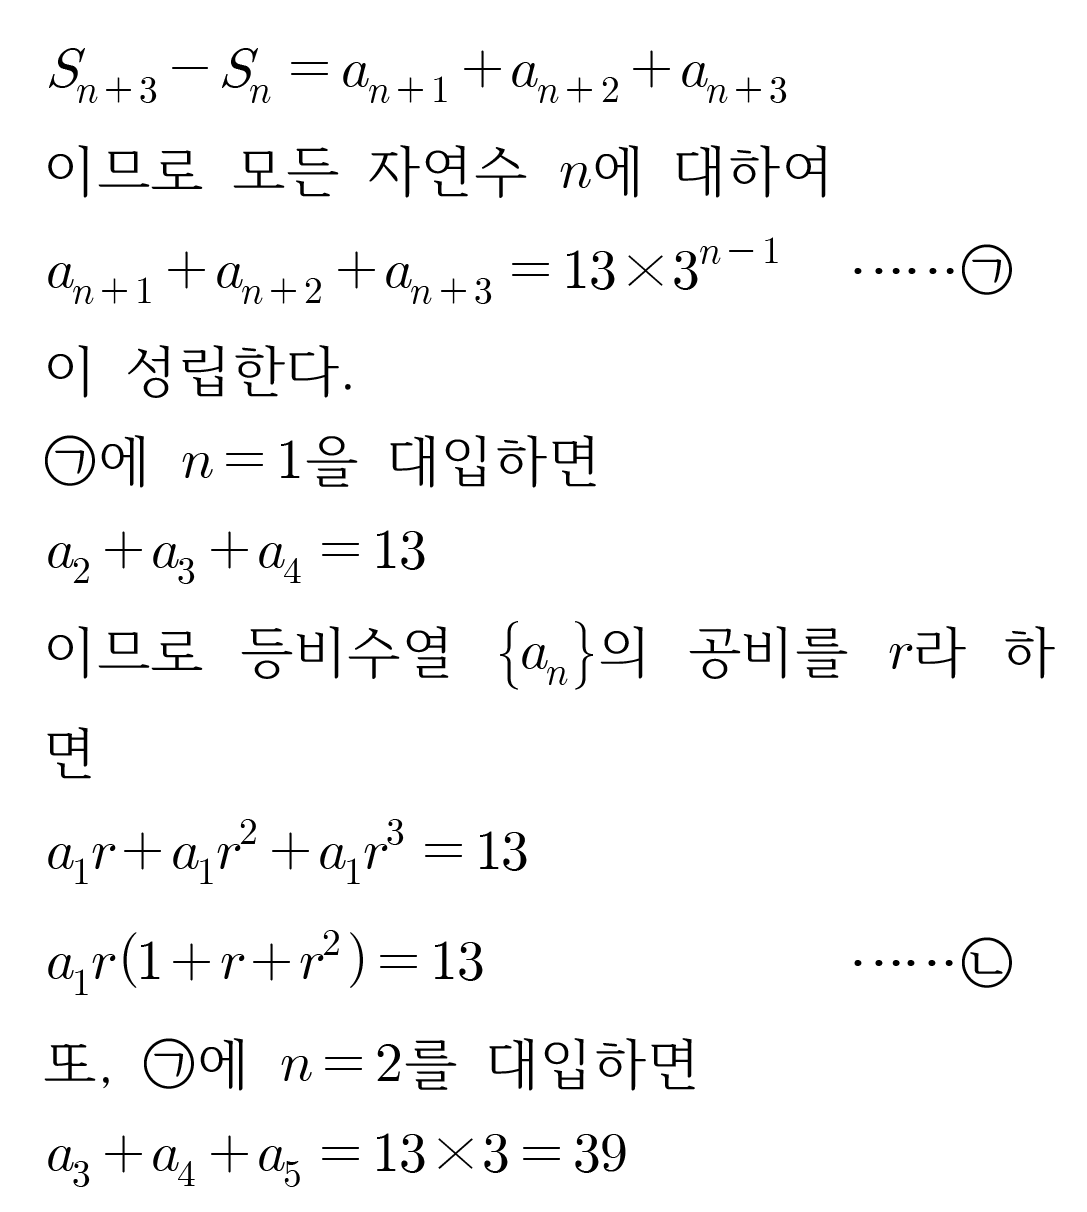 $S_{n+3} - S_n = a_{n+1} + a_{n+2} + a_{n+3}$
이므로 모든 자연수 $n$에 대하여
$a_{n+1} + a_{n+2} + a_{n+3} = 13 \times 3^{n-1}$ ······㉠
이 성립한다.
㉠에 $n=1$을 대입하면
$a_2 + a_3 + a_4 = 13$
이므로 등비수열 $\{a_n\}$의 공비를 $r$라 하
면
$a_1r + a_1r^2 + a_1r^3 = 13$
$a_1r(1+r+r^2) = 13$ ······㉡
또, ㉠에 $n=2$를 대입하면
$a_3 + a_4 + a_5 = 13 \times 3 = 39$